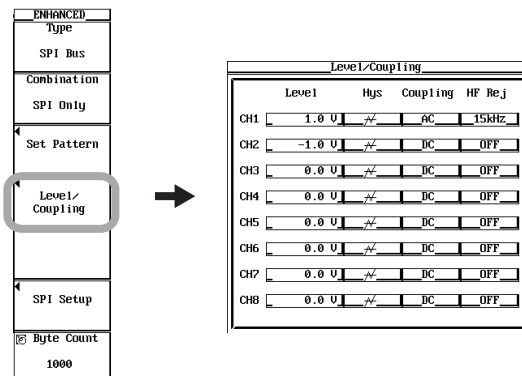 ENHANCED
Type
SPI Bus
Combination
SPI Only
Set Pattern
Level/
Coupling
SPI Setup
Byte Count
1000
Level/Coupling
Level Hys Coupling HF Rej
CH1 1.0 V AC 15kHz
CH2 -1.0 V DC OFF
CH3 0.0 V DC OFF
CH4 0.0 V DC OFF
CH5 0.0 V DC OFF
CH6 0.0 V DC OFF
CH7 0.0 V DC OFF
CH8 0.0 V DC OFF